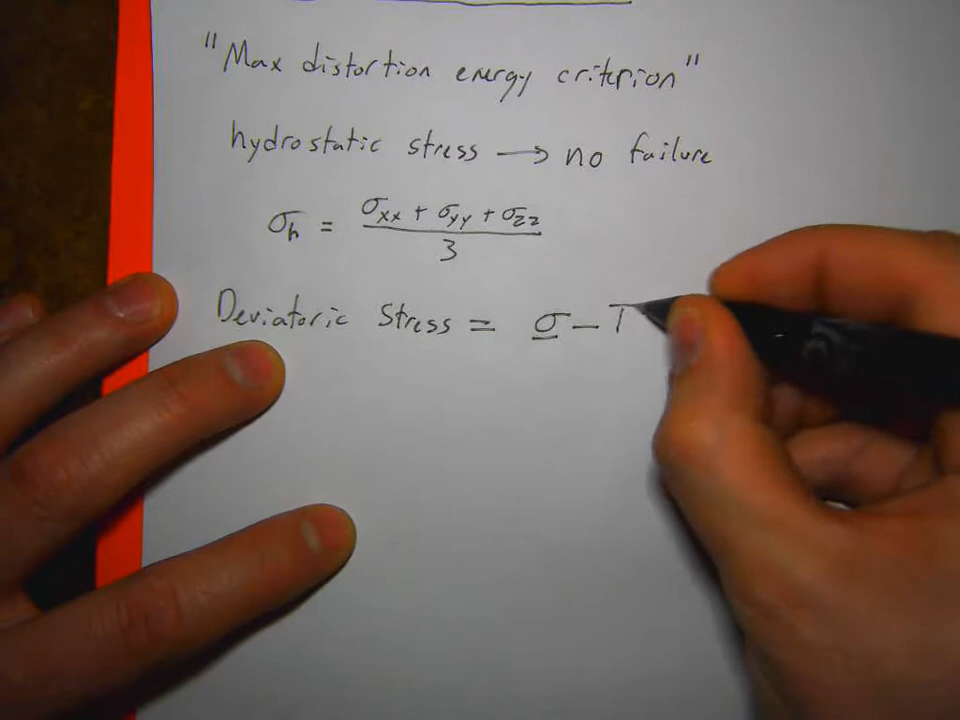 "Max distortion energy criterion"
hydrostatic stress → no failure
σh = σxx + σyy + σzz / 3
Deviatoric Stress = σ − T